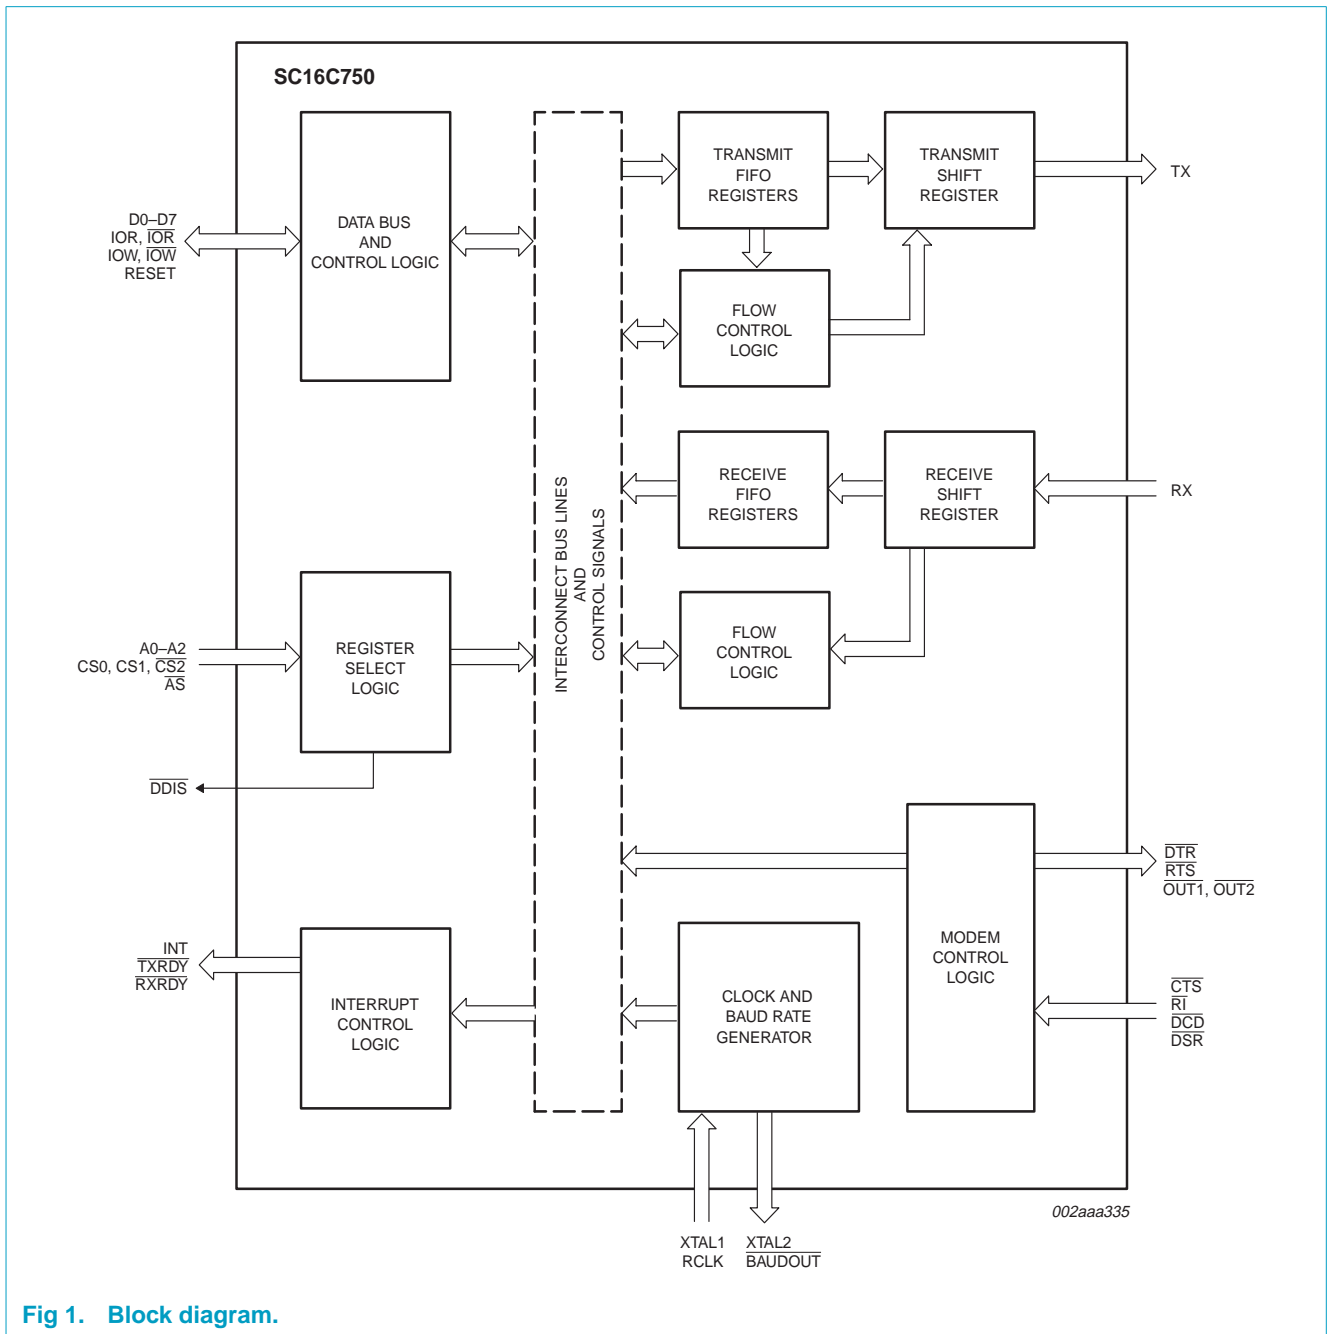 SC16C750
DATA BUS
AND
CONTROL LOGIC
D0–D7
IOR, IOR
IOW, IOW
RESET
TRANSMIT
FIFO
REGISTERS
TRANSMIT
SHIFT
REGISTER
TX
FLOW
CONTROL
LOGIC
INTERCONNECT BUS LINES
AND
CONTROL SIGNALS
RECEIVE
FIFO
REGISTERS
RECEIVE
SHIFT
REGISTER
RX
FLOW
CONTROL
LOGIC
A0–A2
CS0, CS1, CS2
AS
REGISTER
SELECT
LOGIC
DDIS
DTR
RTS
OUT1, OUT2
MODEM
CONTROL
LOGIC
CTS
RI
DCD
DSR
INT
TXRDY
RXRDY
INTERRUPT
CONTROL
LOGIC
CLOCK AND
BAUD RATE
GENERATOR
XTAL1
RCLK
XTAL2
BAUDOUT
002aaa335
Fig 1. Block diagram.